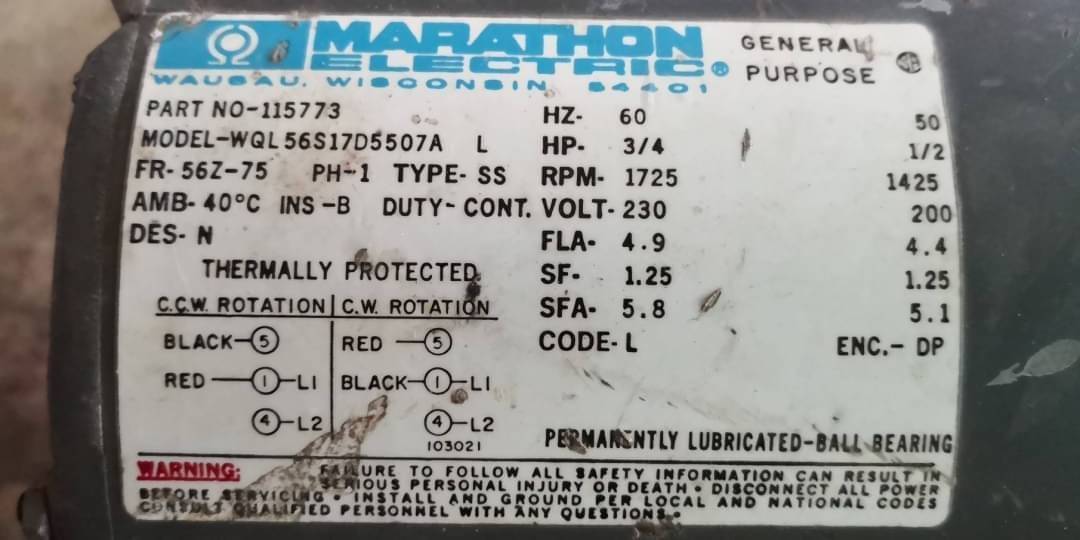 MARATHON
ELECTRIC®
WAUSAU, WISCONSIN 54401
GENERAL
PURPOSE
PART NO-115773
MODEL-WQL56S17D5507A L
FR-56Z-75 PH-1 TYPE-SS
AMB-40°C INS-B DUTY-CONT.
DES-N
THERMALLY PROTECTED
HZ- 60 50
HP- 3/4 1/2
RPM- 1725 1425
VOLT- 230 200
FLA- 4.9 4.4
SF- 1.25 1.25
SFA- 5.8 5.1
CODE-L ENC.-DP
C.C.W. ROTATION
BLACK-5
RED-1-L1
4-L2
C.W. ROTATION
RED-5
BLACK-1-L1
4-L2
103021
PERMANENTLY LUBRICATED-BALL BEARING
WARNING: FAILURE TO FOLLOW ALL SAFETY INFORMATION CAN RESULT IN
SERIOUS PERSONAL INJURY OR DEATH • DISCONNECT ALL POWER
BEFORE SERVICING • INSTALL AND GROUND PER LOCAL AND NATIONAL CODES
CONSULT QUALIFIED PERSONNEL WITH ANY QUESTIONS.